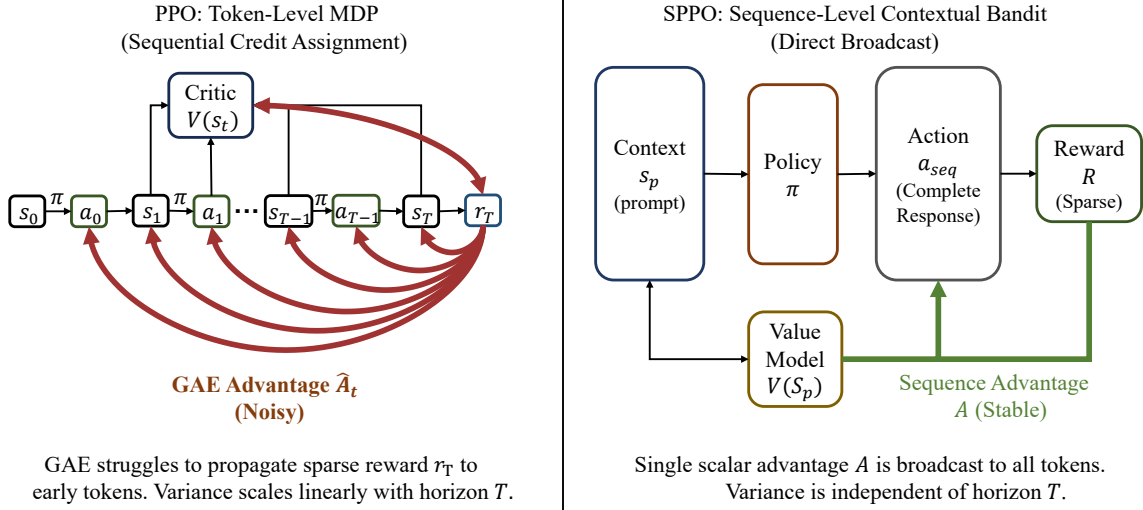 PPO: Token-Level MDP
(Sequential Credit Assignment)
Critic
V(s_t)
s_0 π a_0 s_1 π a_1 ··· s_{T-1} π a_{T-1} s_T r_T
GAE Advantage Â_t
(Noisy)
GAE struggles to propagate sparse reward r_T to
early tokens. Variance scales linearly with horizon T.
SPPO: Sequence-Level Contextual Bandit
(Direct Broadcast)
Context
s_p
(prompt)
Policy
π
Action
a_{seq}
(Complete
Response)
Reward
R
(Sparse)
Value
Model
V(S_p)
Sequence Advantage
A (Stable)
Single scalar advantage A is broadcast to all tokens.
Variance is independent of horizon T.